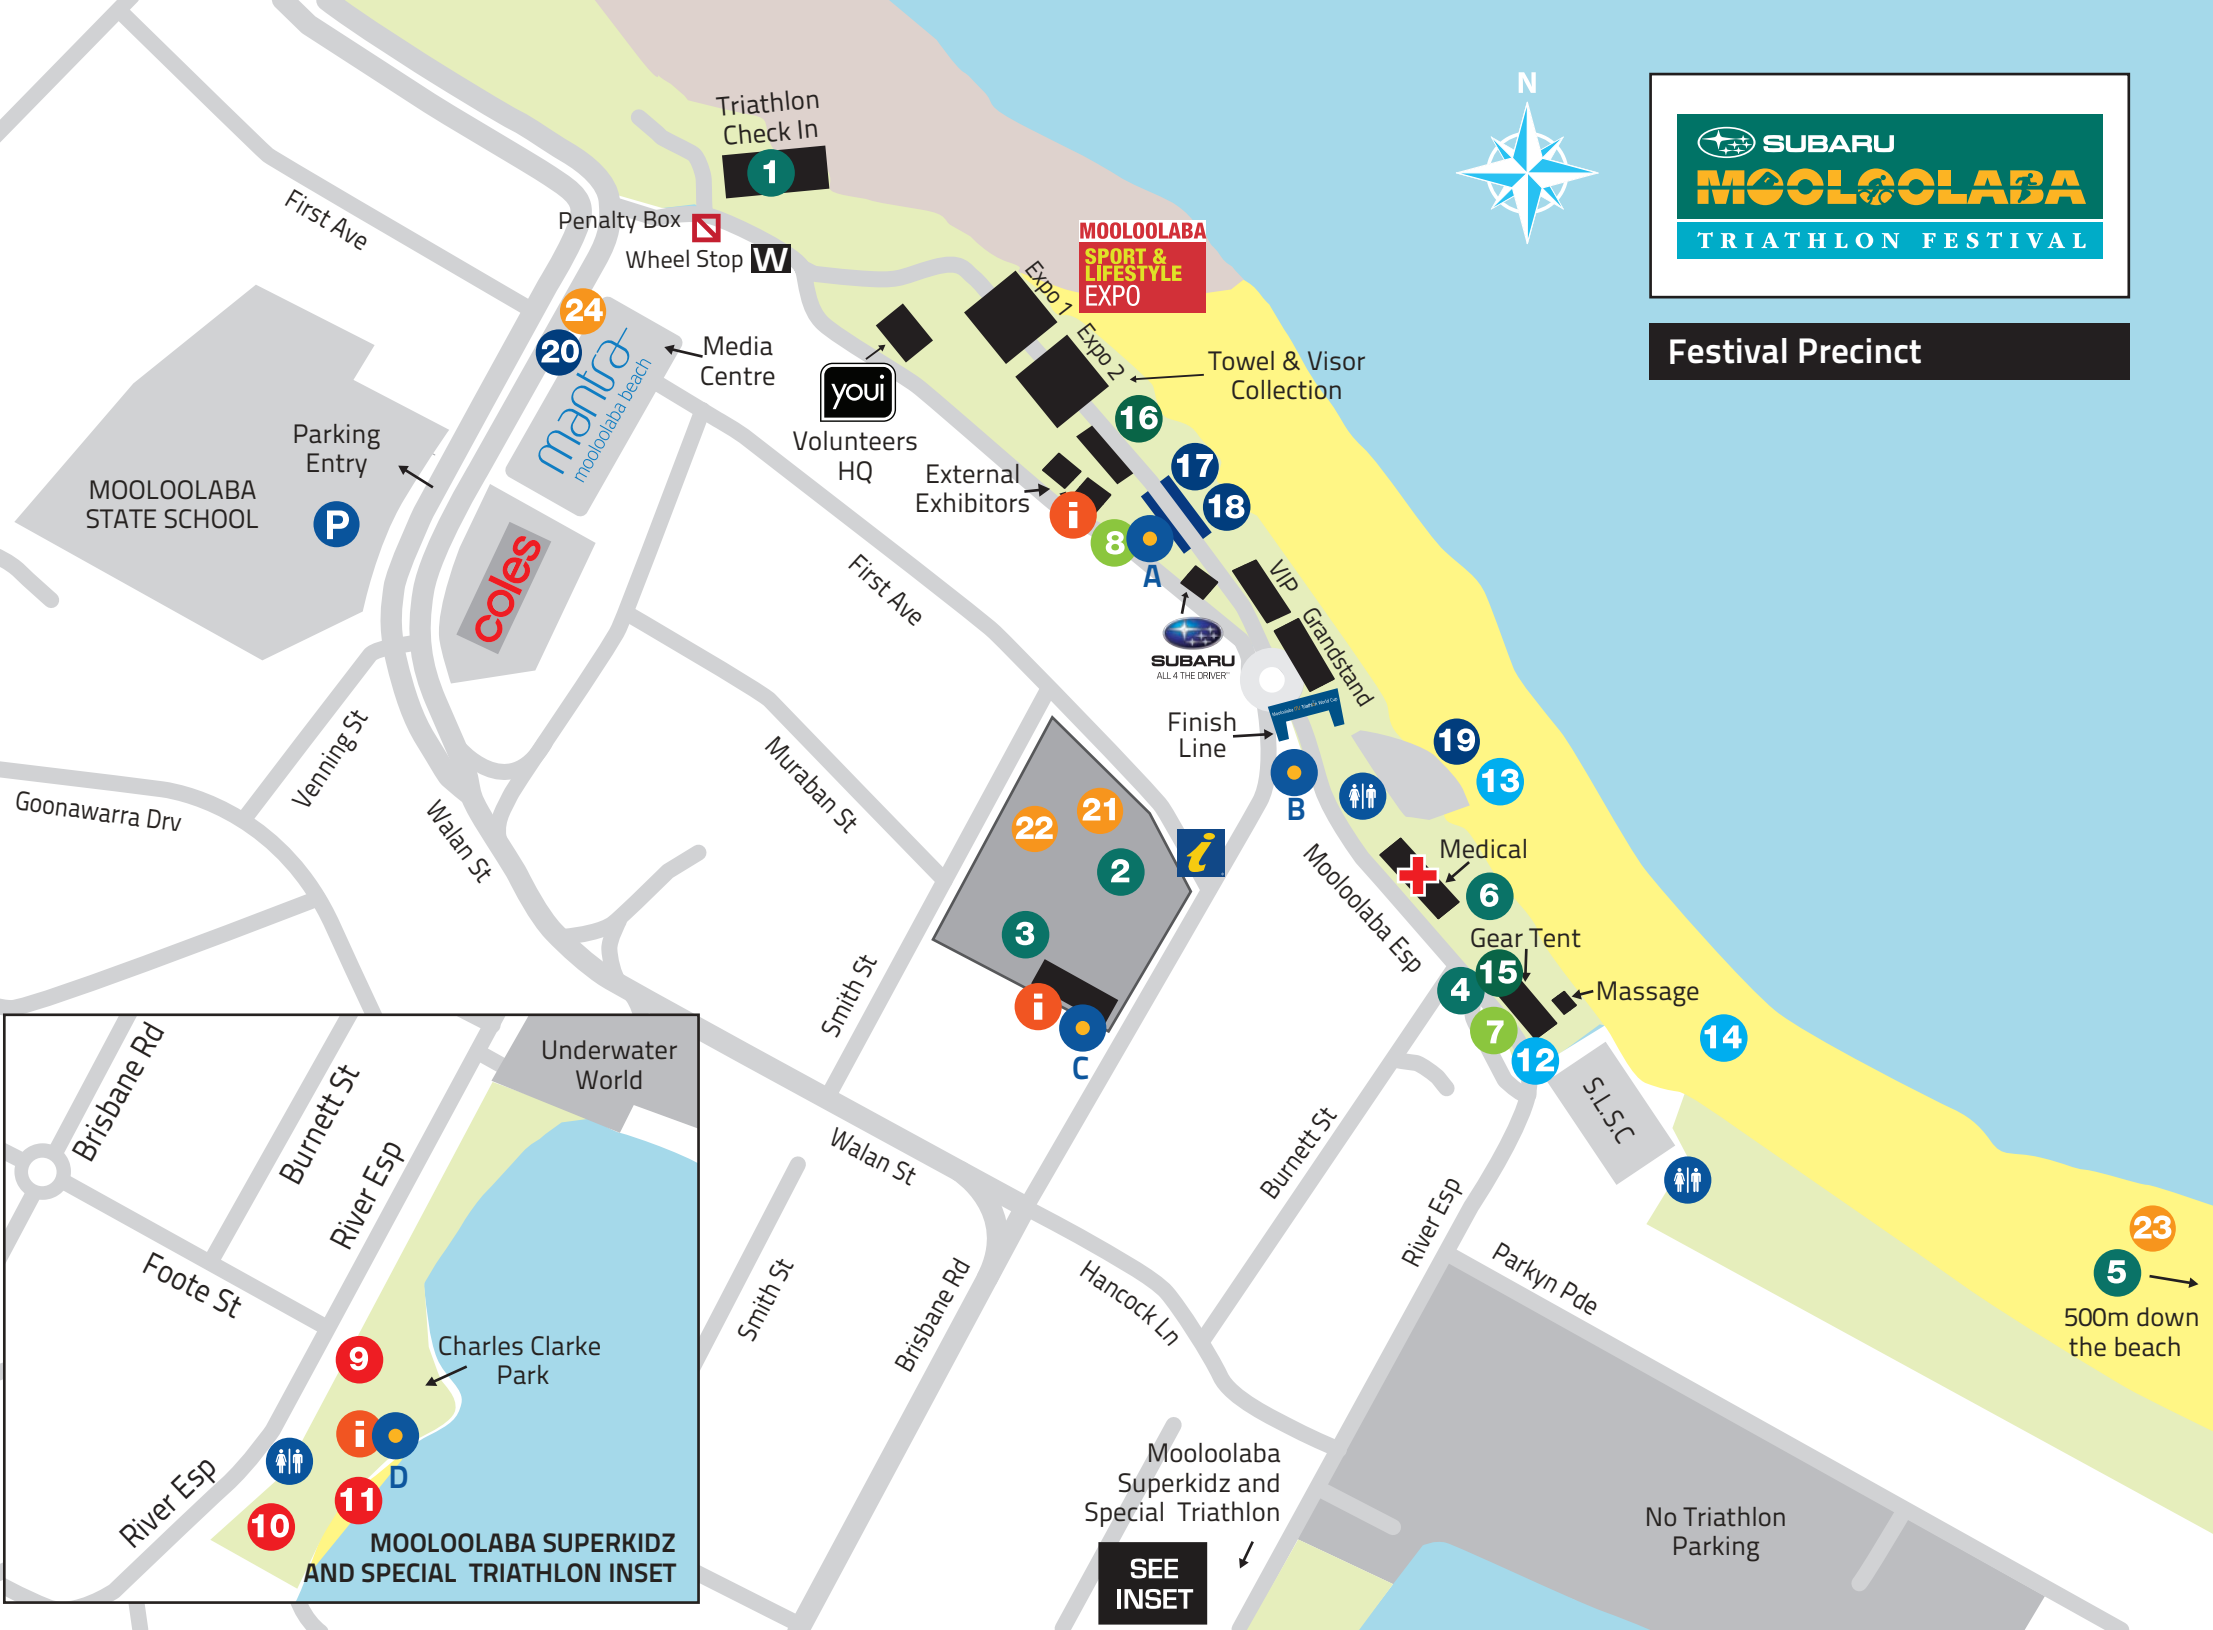 N
SUBARU
MOOLOOLABA
TRIATHLON FESTIVAL
Festival Precinct
Triathlon
Check In
1
Penalty Box
Wheel Stop W
First Ave
24
20
mantra
mooloolaba beach
Media
Centre
MOOLOOLABA
SPORT &
LIFESTYLE
EXPO
Expo 1
Expo 2
Towel & Visor
Collection
youi
Volunteers
HQ
16
17
18
External
Exhibitors
i
8
A
Parking
Entry
MOOLOOLABA
STATE SCHOOL
P
coles
First Ave
VIP
Grandstand
SUBARU
ALL 4 THE DRIVER
Finish
Line
B
19
13
Venning St
Goonawarra Drv
Walan St
Muraban St
22
21
2
3
i
i
C
Smith St
Mooloolaba Esp
Medical
6
Gear Tent
15
4
7
12
Massage
14
S.L.S.C
Walan St
Burnett St
River Esp
Parkyn Pde
23
5
500m down
the beach
Smith St
Brisbane Rd
Hancock Ln
Mooloolaba
Superkidz and
Special Triathlon
SEE
INSET
No Triathlon
Parking
Brisbane Rd
Burnett St
River Esp
Underwater
World
Foote St
9
Charles Clarke
Park
i
D
11
10
River Esp
MOOLOOLABA SUPERKIDZ
AND SPECIAL TRIATHLON INSET